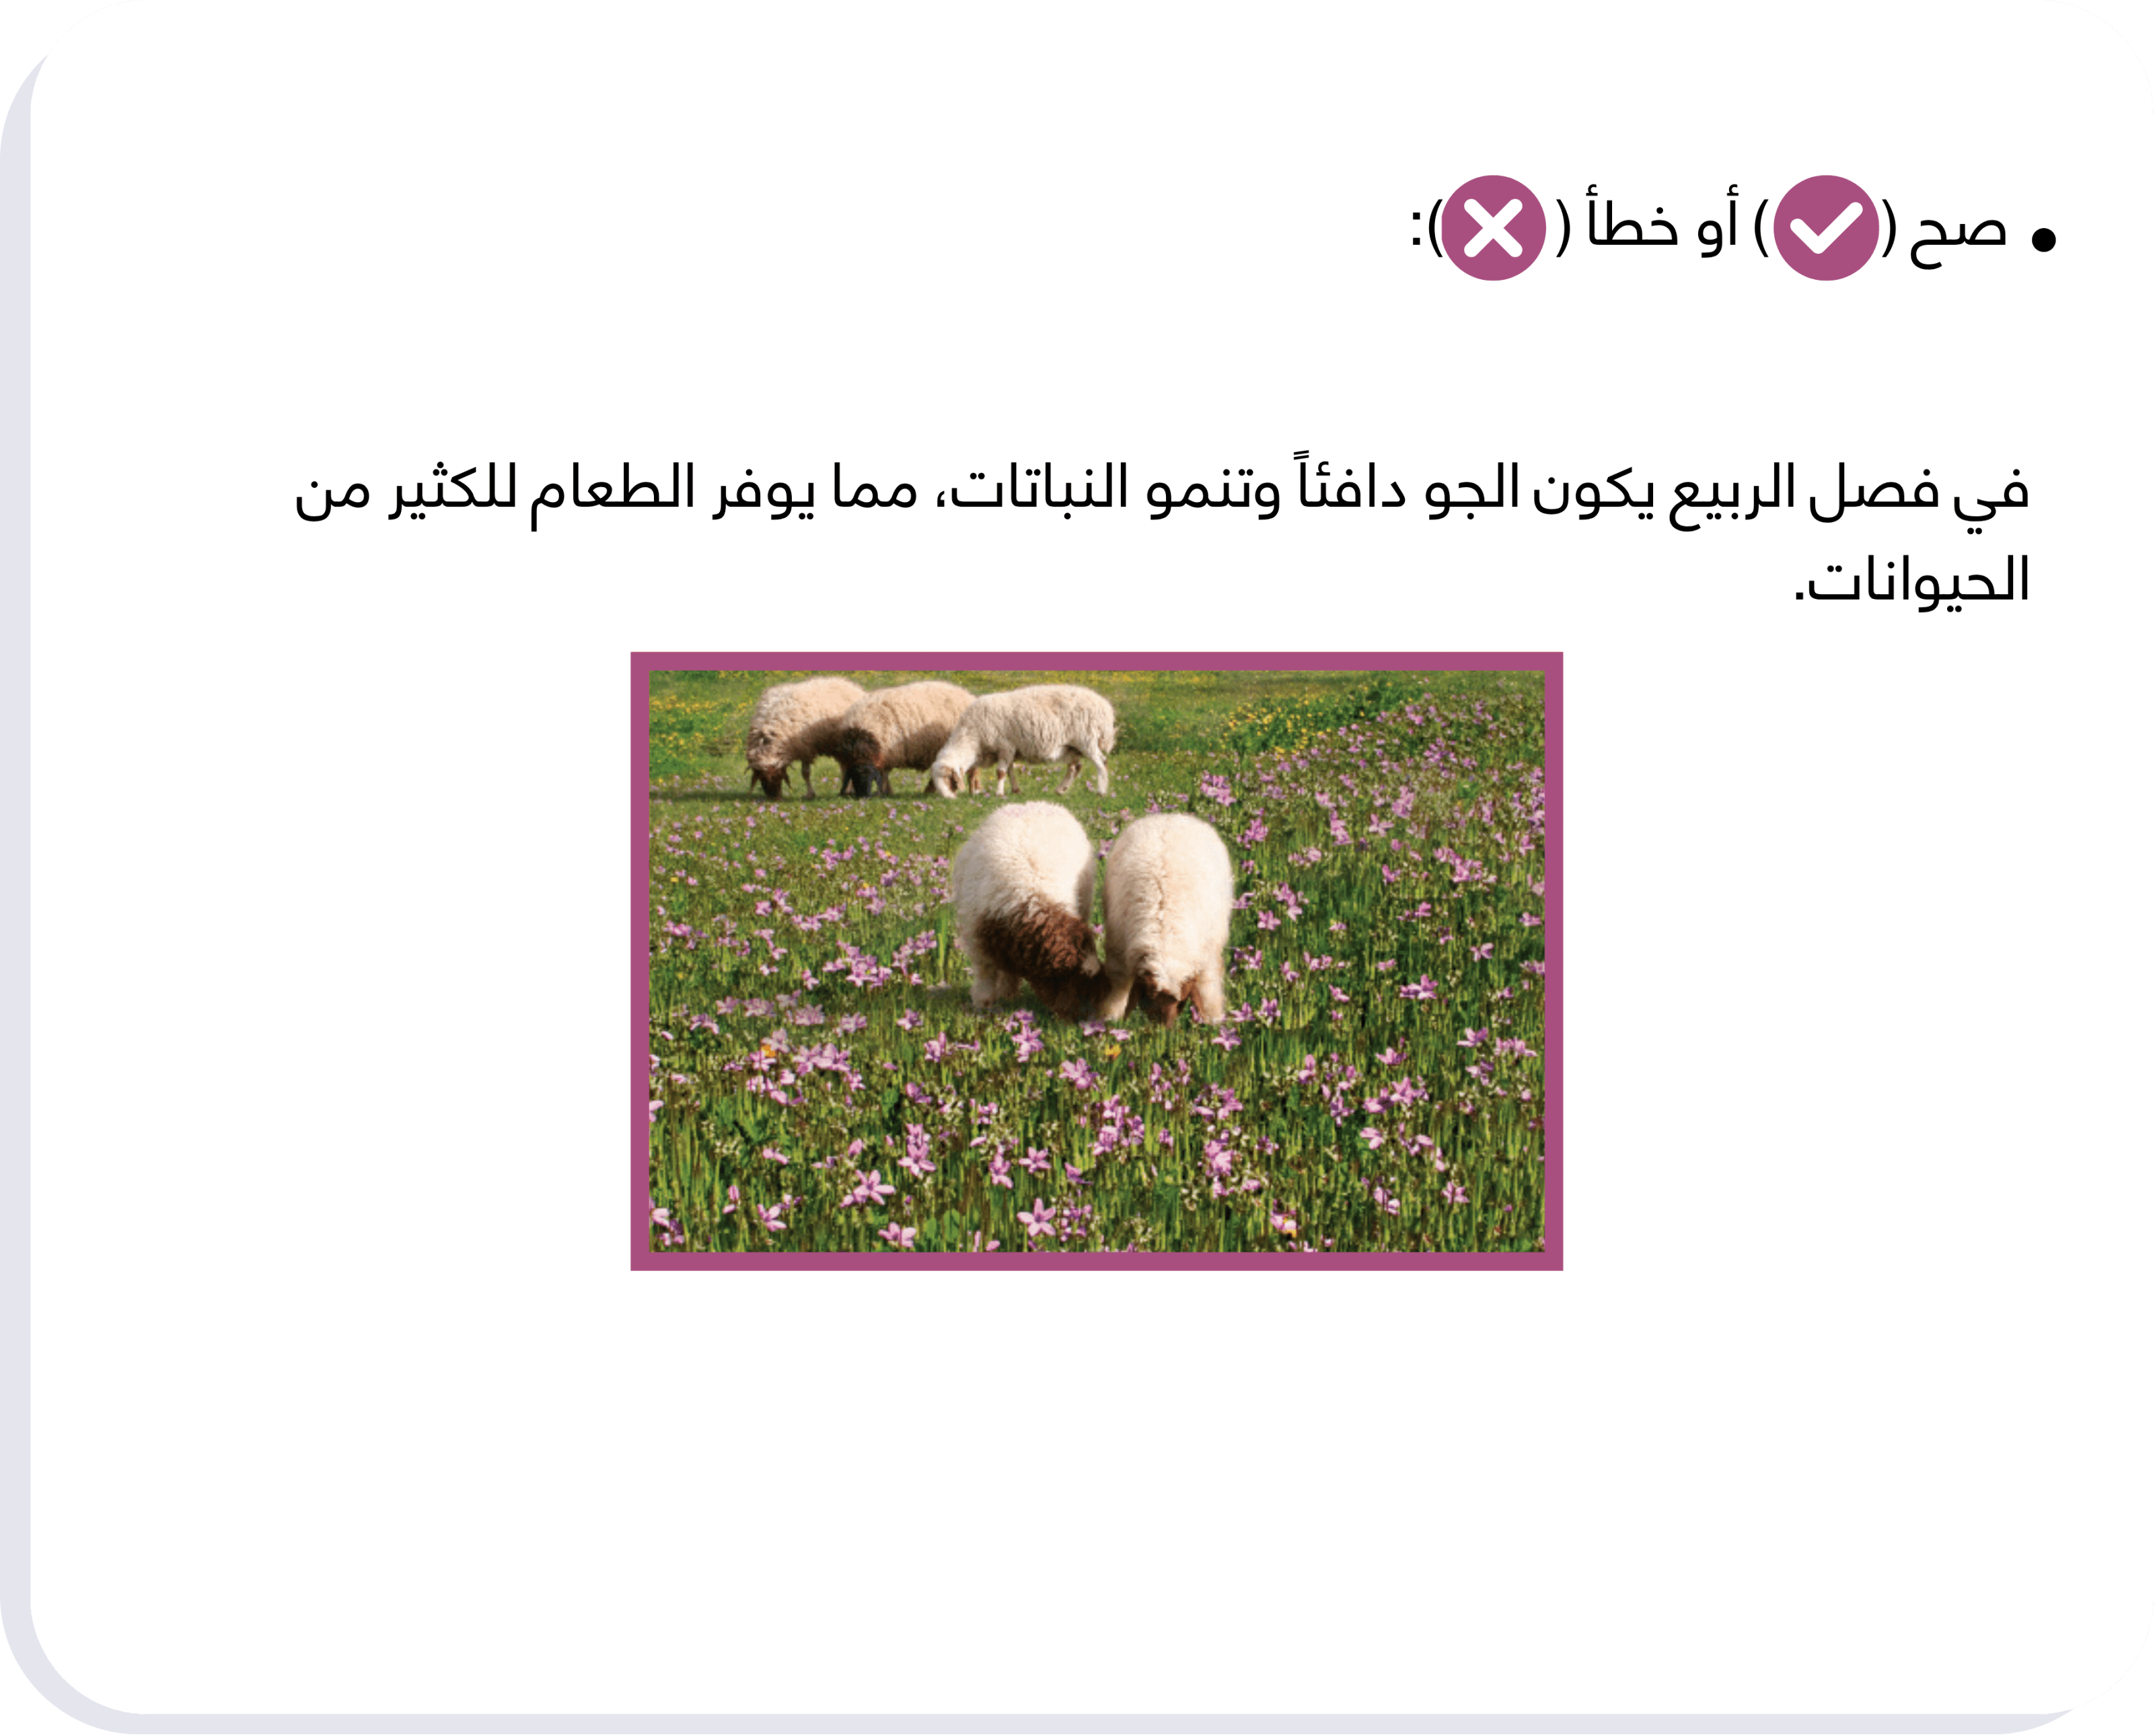 • صح (✓) أو خطأ (✗):
في فصل الربيع يكون الجو دافئاً وتنمو النباتات، مما يوفر الطعام للكثير من
الحيوانات.